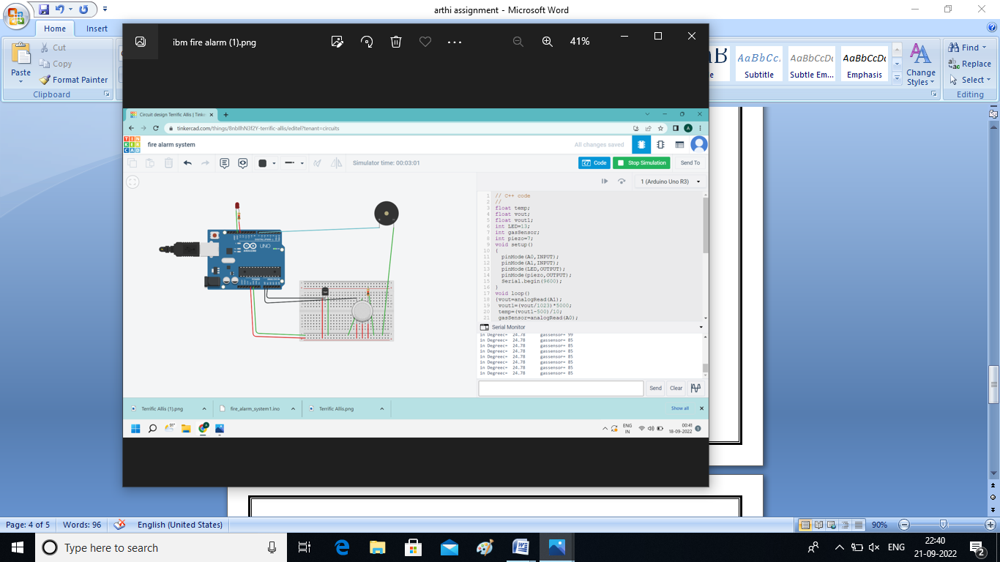 arthi assignment - Microsoft Word
Home
Insert
Paste
Cut
Copy
Format Painter
Clipboard
ibm fire alarm (1).png
41%
AaBbCc.
AaBbCcDc
AaBbCcDc
Subtitle
Subtle Em...
Emphasis
Change Styles
Find
Replace
Select
Editing
Circuit design Terrific Allis | Tink
tinkercad.com/things/8nbIlhN3f2Y-terrific-allis/editel?tenant=circuits
TINKERCAD
fire alarm system
All changes saved
Simulator time: 00:03:01
Code
Stop Simulation
Send To
1 (Arduino Uno R3)
UNO
1 // C++ code
2 //
3 float temp;
4 float vout;
5 float vout1;
6 int LED=13;
7 int gasSensor;
8 int piezo=7;
9 void setup()
10 {
11 pinMode(A0,INPUT);
12 pinMode(A1,INPUT);
13 pinMode(LED,OUTPUT);
14 pinMode(piezo,OUTPUT);
15 Serial.begin(9600);
16 }
17 void loop()
18 {vout=analogRead(A1);
19 vout1=(vout/1023)*5000;
20 temp=(vout1-500)/10;
21 gasSensor=analogRead(A0);
Serial Monitor
in DegreeC= 24.78 gassensor= 99
in DegreeC= 24.78 gassensor= 85
in DegreeC= 24.78 gassensor= 85
in DegreeC= 24.78 gassensor= 85
in DegreeC= 24.78 gassensor= 85
in DegreeC= 24.78 gassensor= 85
in DegreeC= 24.78 gassensor= 85
in DegreeC= 24.78 gassensor= 85
Send
Clear
Terrific Allis (1).png
fire_alarm_system1.ino
Terrific Allis.png
Show all
ENG
IN
00:41
18-09-2022
Page: 4 of 5
Words: 96
English (United States)
90%
Type here to search
ENG
22:40
21-09-2022
2